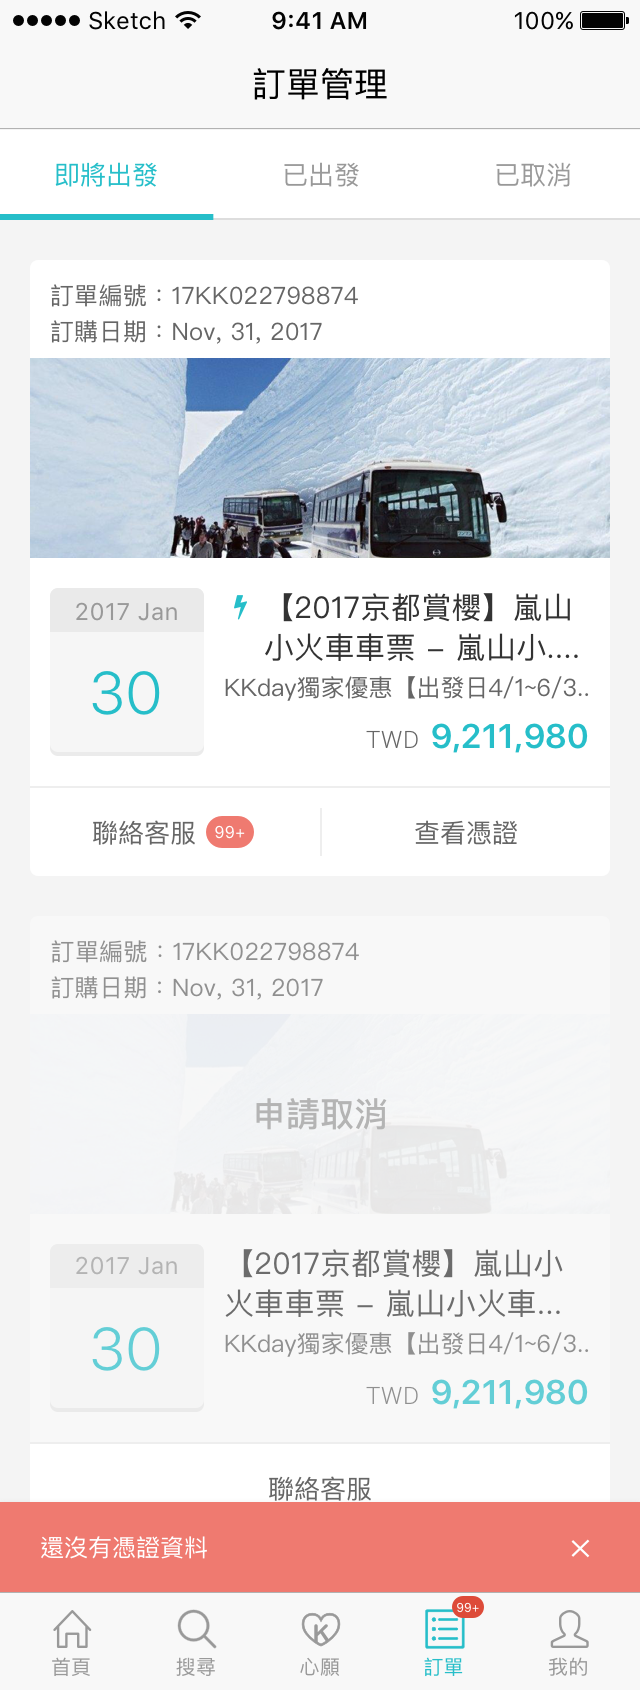 Sketch 9:41 AM 100%
訂單管理
即將出發 已出發 已取消
訂單編號：17KK022798874
訂購日期：Nov, 31, 2017
2017 Jan
30
【2017京都賞櫻】嵐山
小火車車票 – 嵐山小....
KKday獨家優惠【出發日4/1~6/3..
TWD 9,211,980
聯絡客服 99+ 查看憑證
訂單編號：17KK022798874
訂購日期：Nov, 31, 2017
申請取消
2017 Jan
30
【2017京都賞櫻】嵐山小
火車車票 – 嵐山小火車...
KKday獨家優惠【出發日4/1~6/3..
TWD 9,211,980
聯絡客服
還沒有憑證資料
99+
首頁 搜尋 心願 訂單 我的